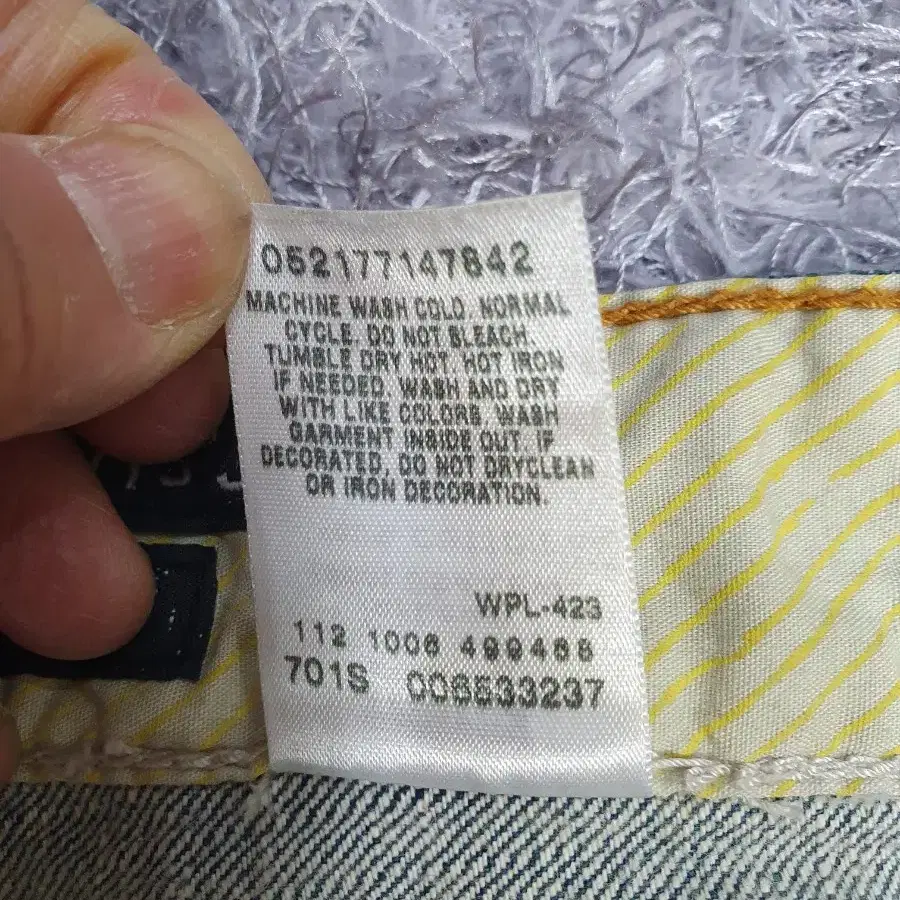 052177147842
MACHINE WASH COLD, NORMAL
CYCLE. DO NOT BLEACH.
TUMBLE DRY HOT. HOT IRON
IF NEEDED. WASH AND DRY
WITH LIKE COLORS. WASH
GARMENT INSIDE OUT. IF
DECORATED, DO NOT DRYCLEAN
OR IRON DECORATION.
WPL-423
112 1006 499468
701S 006533237